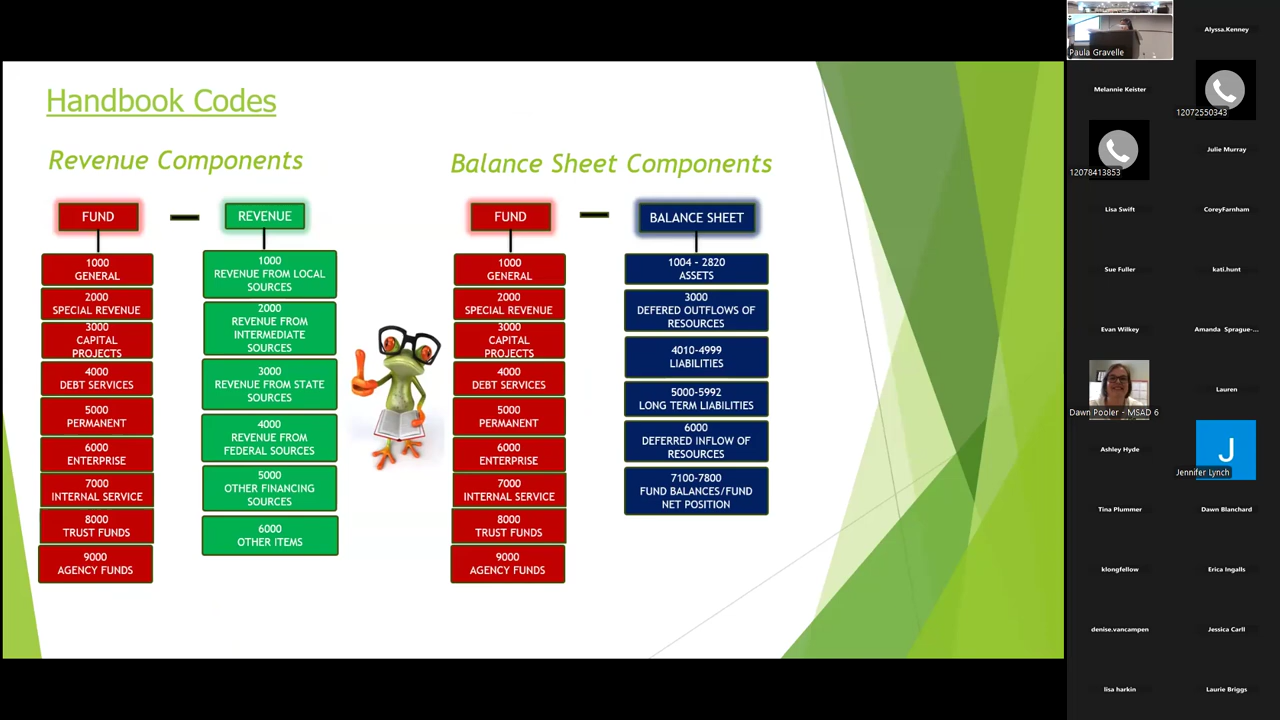 Handbook Codes
Revenue Components
FUND
REVENUE
1000
GENERAL
2000
SPECIAL REVENUE
3000
CAPITAL
PROJECTS
4000
DEBT SERVICES
5000
PERMANENT
6000
ENTERPRISE
7000
INTERNAL SERVICE
8000
TRUST FUNDS
9000
AGENCY FUNDS
1000
REVENUE FROM LOCAL
SOURCES
2000
REVENUE FROM
INTERMEDIATE
SOURCES
3000
REVENUE FROM STATE
SOURCES
4000
REVENUE FROM
FEDERAL SOURCES
5000
OTHER FINANCING
SOURCES
6000
OTHER ITEMS
Balance Sheet Components
FUND
BALANCE SHEET
1000
GENERAL
2000
SPECIAL REVENUE
3000
CAPITAL
PROJECTS
4000
DEBT SERVICES
5000
PERMANENT
6000
ENTERPRISE
7000
INTERNAL SERVICE
8000
TRUST FUNDS
9000
AGENCY FUNDS
1004 - 2820
ASSETS
3000
DEFERED OUTFLOWS OF
RESOURCES
4010-4999
LIABILITIES
5000-5992
LONG TERM LIABILITIES
6000
DEFERRED INFLOW OF
RESOURCES
7100-7800
FUND BALANCES/FUND
NET POSITION
Paula Gravelle
Alyssa.Kenney
Melannie Keister
12072550343
12078413853
Julie Murray
Lisa Swift
CoreyFarnham
Sue Fuller
kati.hunt
Evan Wilkey
Amanda Sprague-...
Dawn Pooler - MSAD 6
Lauren
Ashley Hyde
J
Jennifer Lynch
Tina Plummer
Dawn Blanchard
klongfellow
Erica Ingalls
denise.vancampen
Jessica Carll
lisa harkin
Laurie Briggs